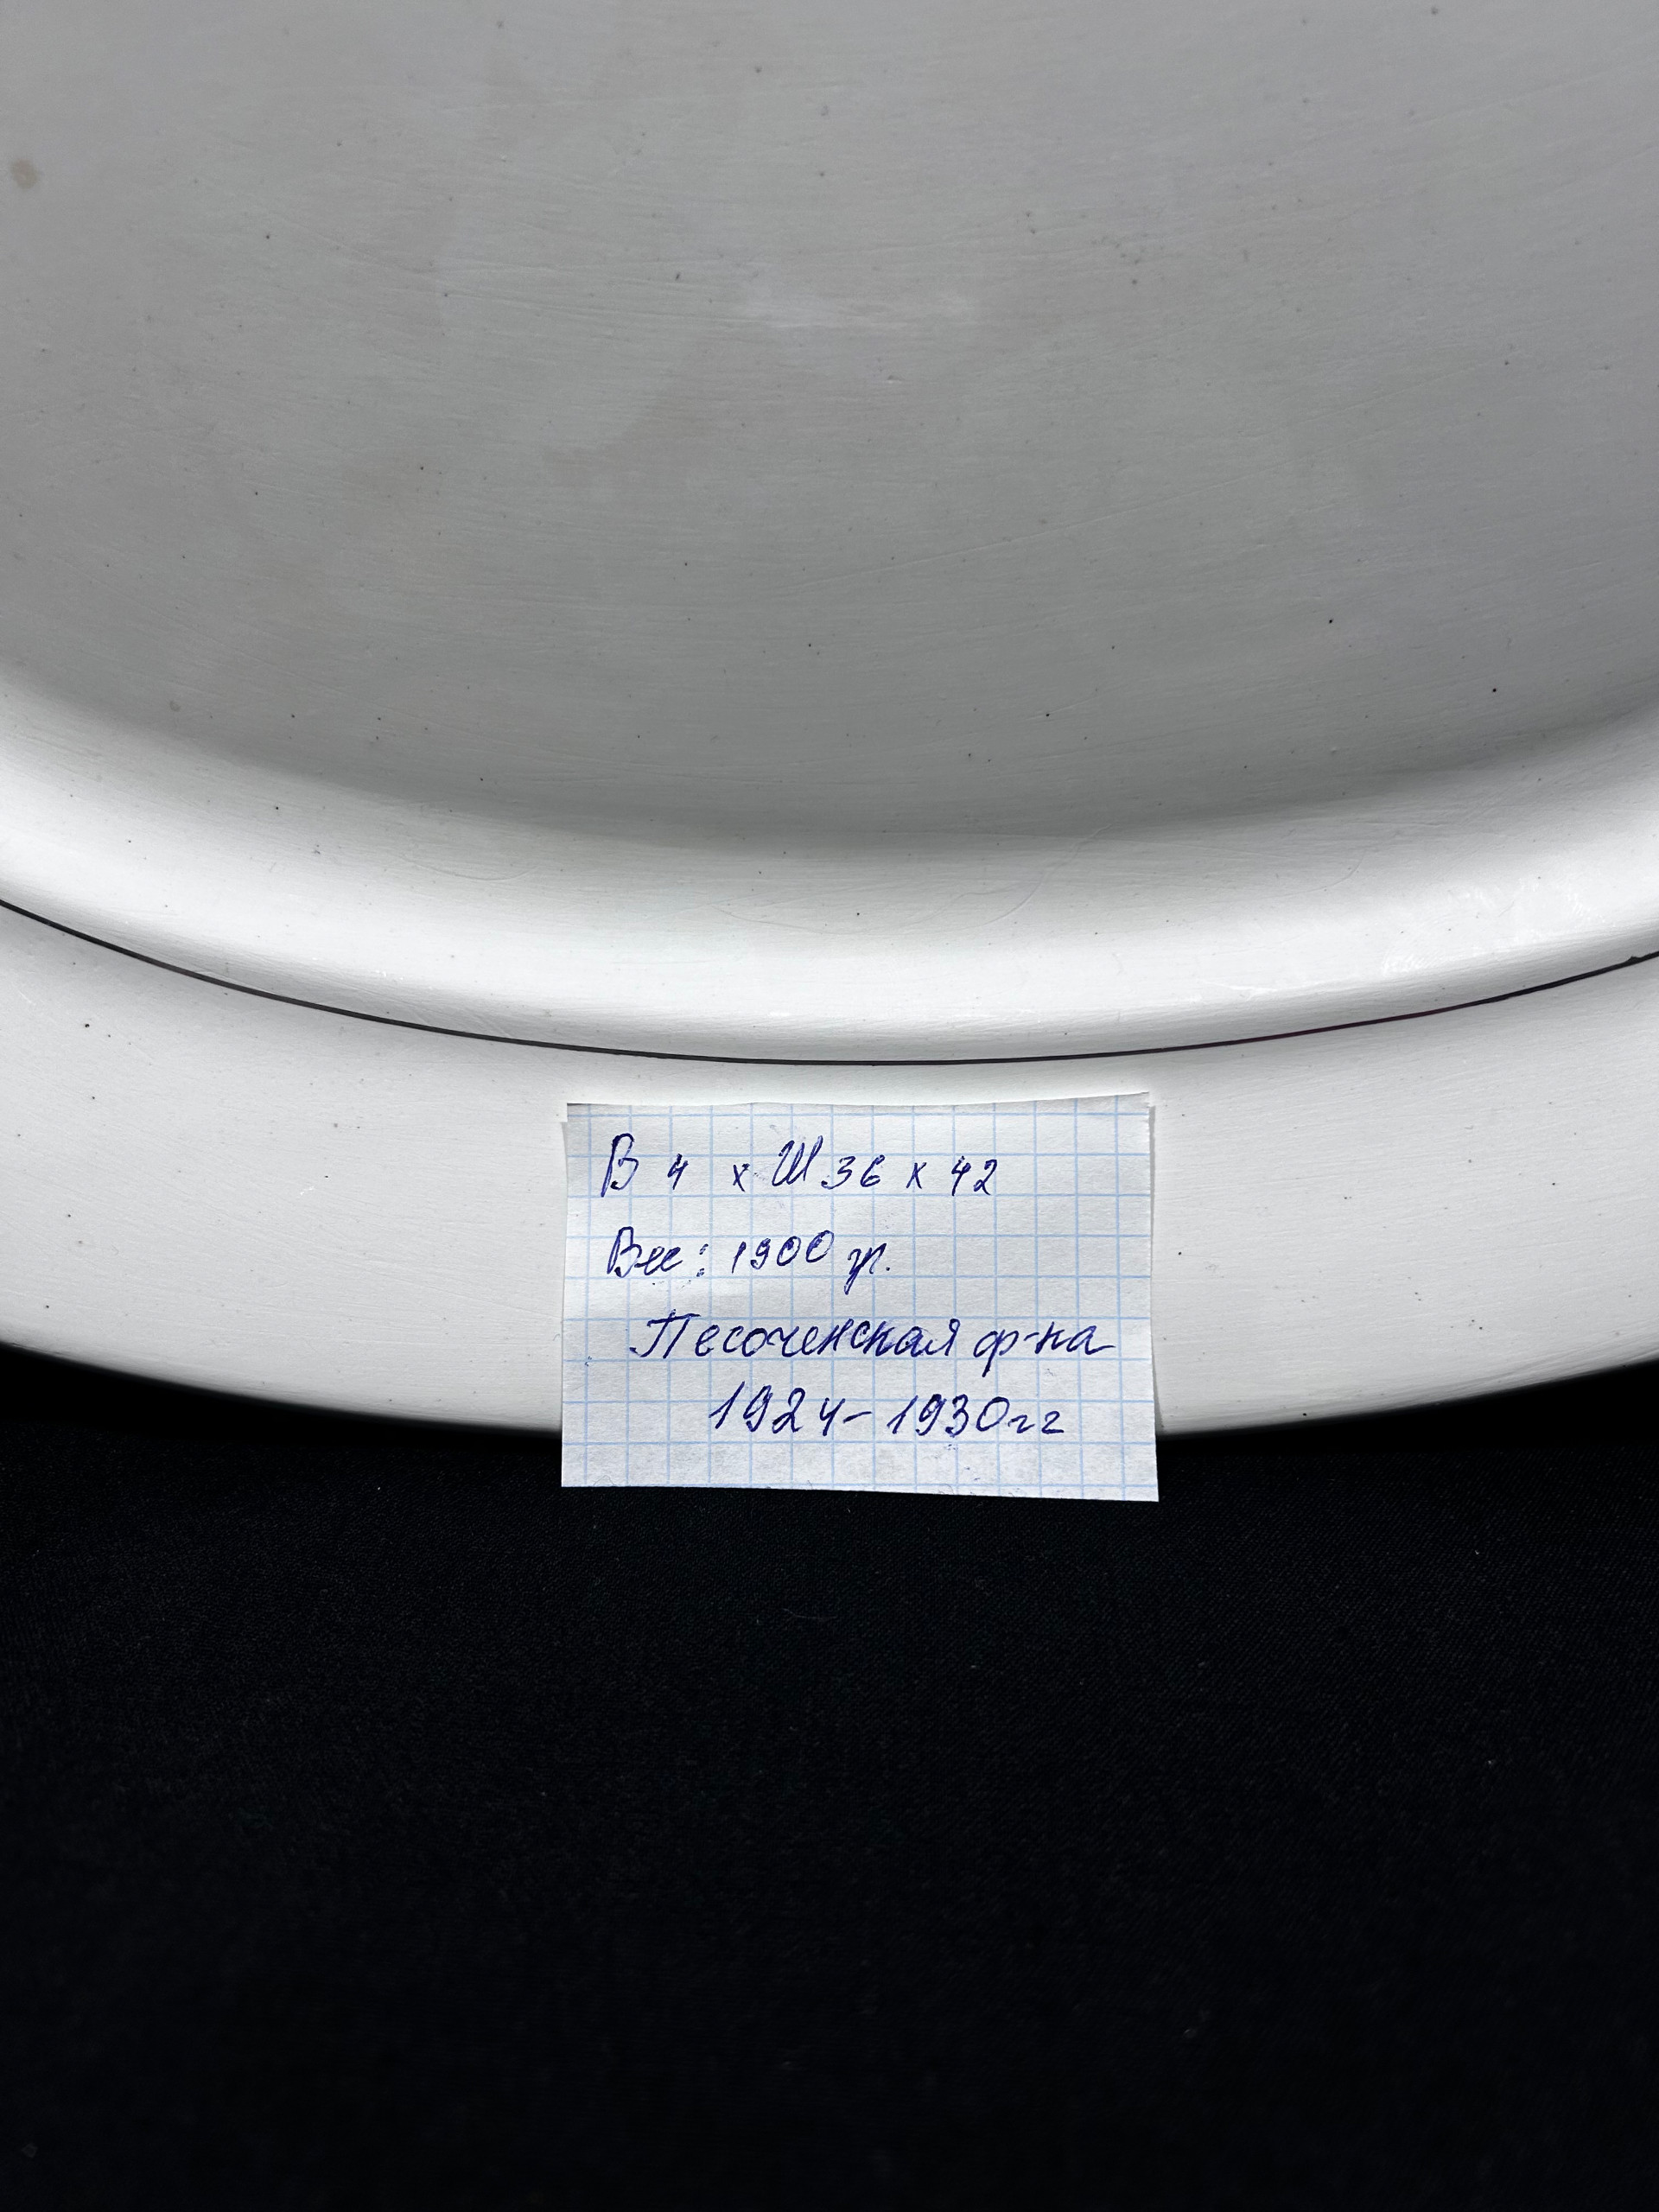 В 4 х Ш 36 х 42
Вес: 1900 гр.
Песоченская ф-ка
1924-1930гг